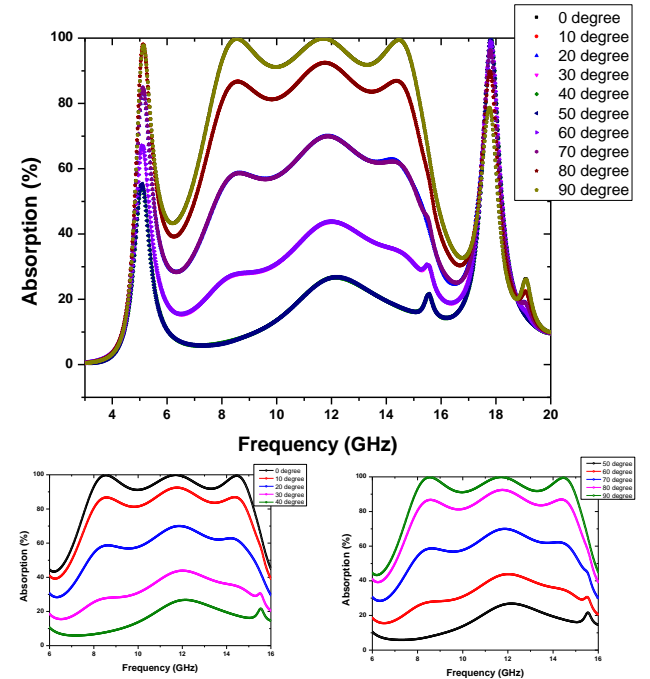 100
80
60
40
20
0
Absorption (%)
4 6 8 10 12 14 16 18 20
Frequency (GHz)
0 degree
10 degree
20 degree
30 degree
40 degree
50 degree
60 degree
70 degree
80 degree
90 degree
100
80
60
40
20
0
Absorption (%)
6 8 10 12 14 16
Frequency (GHz)
0 degree
10 degree
20 degree
30 degree
40 degree
100
80
60
40
20
0
Absorption (%)
6 8 10 12 14 16
Frequency (GHz)
50 degree
60 degree
70 degree
80 degree
90 degree